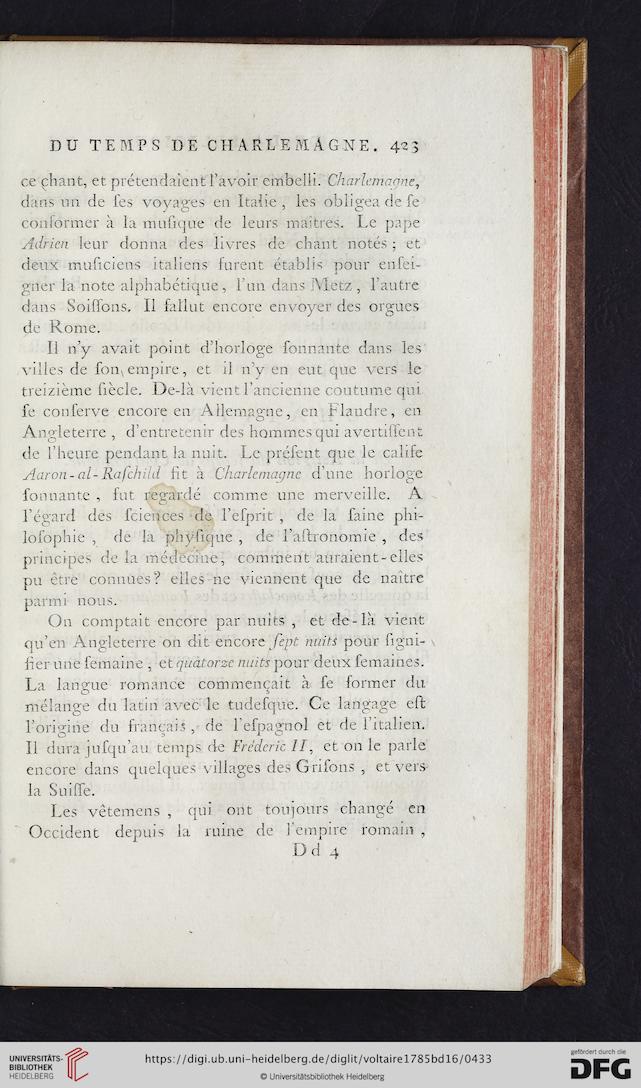 DU TEMPS DE CHARLEMAGNE. 423
ce chant, et prétendaient l'avoir embelli. Charlemagne,
dans un de ſes voyages en Italie, les obligea de ſe
conformer à la muſique de leurs maîtres. Le pape
Adrien leur donna des livres de chant notés ; et
deux muſiciens italiens furent établis pour enſei-
gner la note alphabétique, l'un dans Metz, l'autre
dans Soiſſons. Il fallut encore envoyer des orgues
de Rome.
Il n'y avait point d'horloge ſonnante dans les
villes de ſon empire, et il n'y en eut que vers le
treizième ſiècle. De-là vient l'ancienne coutume qui
ſe conſerve encore en Allemagne, en Flandre, en
Angleterre, d'entretenir des hommes qui avertiſſent
de l'heure pendant la nuit. Le préſent que le calife
Aaron-al-Raſchild fit à Charlemagne d'une horloge
ſonnante, fut regardé comme une merveille. A
l'égard des ſciences de l'eſprit, de la ſaine phi-
loſophie, de la phyſique, de l'aſtronomie, des
principes de la médecine, comment auraient-elles
pu être connues ? elles ne viennent que de naître
parmi nous.
On comptait encore par nuits, et de-là vient
qu'en Angleterre on dit encore ſept nuits pour ſigni-
fier une ſemaine, et quatorze nuits pour deux ſemaines.
La langue romance commençait à ſe former du
mélange du latin avec le tudeſque. Ce langage eſt
l'origine du français, de l'eſpagnol et de l'italien.
Il dura juſqu'au temps de Fréderic II, et on le parle
encore dans quelques villages des Griſons, et vers
la Suiſſe.
Les vêtemens, qui ont toujours changé en
Occident depuis la ruine de l'empire romain,
Dd 4
UNIVERSITÄTS-
BIBLIOTHEK
HEIDELBERG
https://digi.ub.uni-heidelberg.de/diglit/voltaire1785bd16/0433
© Universitätsbibliothek Heidelberg
gefördert durch die
DFG